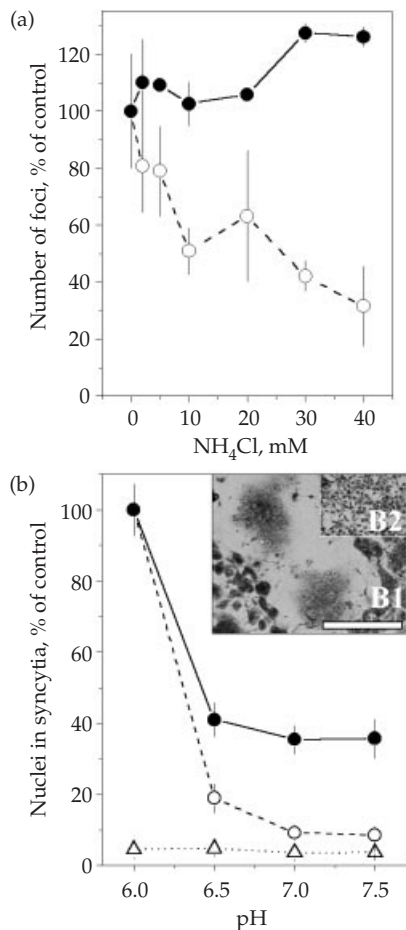 (a)
Number of foci, % of control
120
100
80
60
40
20
0
0 10 20 30 40
NH₄Cl, mM
(b)
Nuclei in syncytia, % of control
100
80
60
40
20
0
B2
B1
6.0 6.5 7.0 7.5
pH